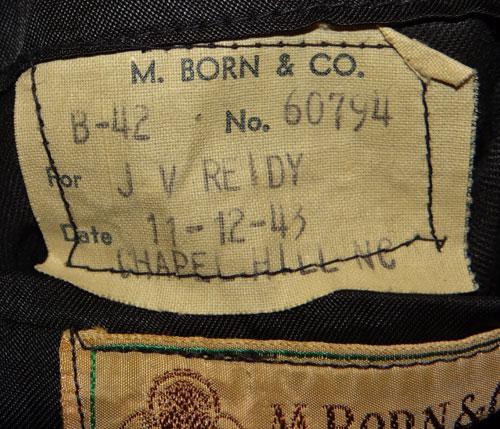 M. BORN & CO.
B-42 No. 60794
For J V REIDY
Date 11-12-43
CHAPEL HILL NC
M. BORN &